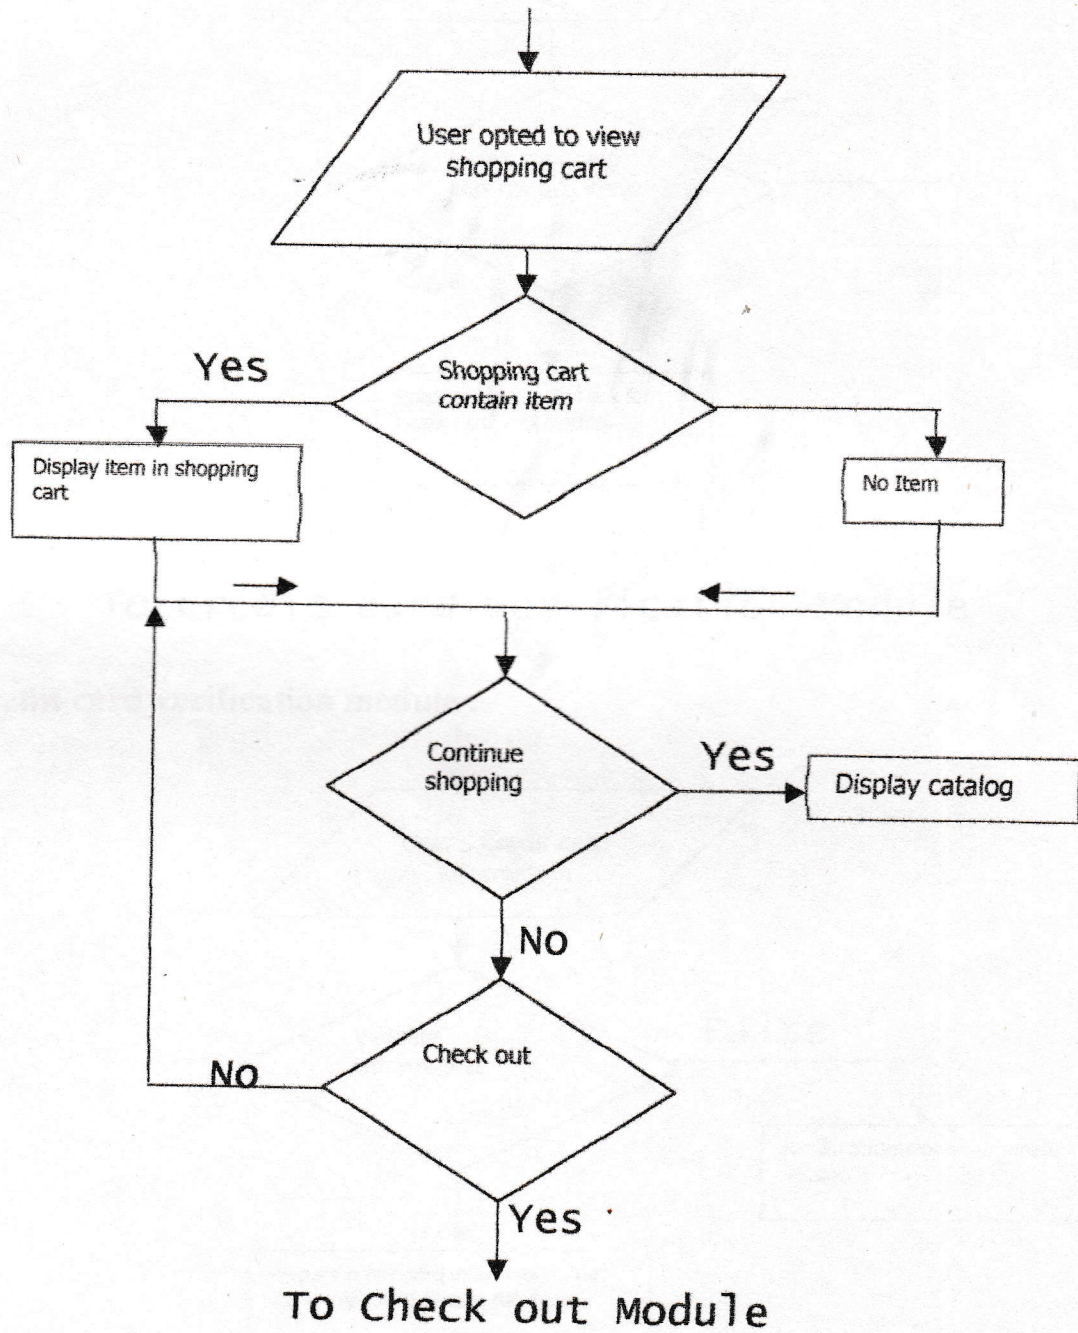 User opted to view
shopping cart
Yes
Shopping cart
contain item
Display item in shopping
cart
No Item
Continue
shopping
Yes
Display catalog
No
Check out
No
Yes
To Check out Module